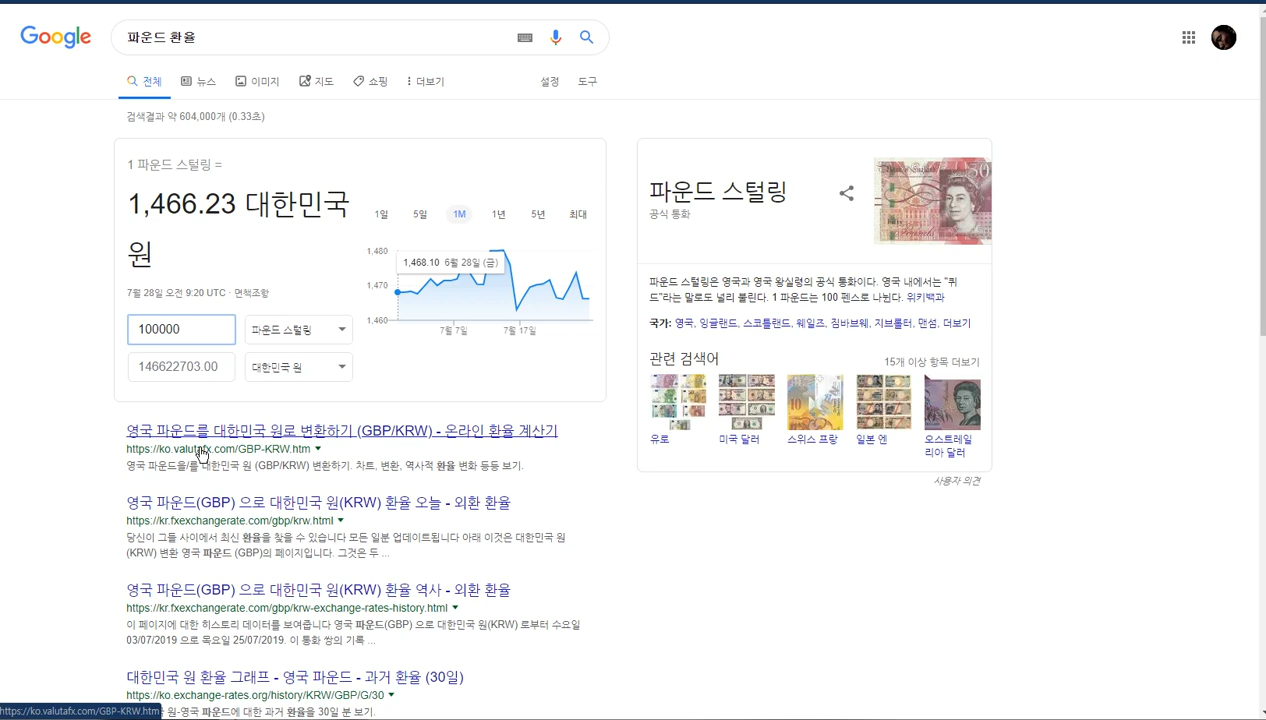 Google
파운드 환율
전체
뉴스
이미지
지도
쇼핑
더보기
설정
도구
검색결과 약 604,000개 (0.33초)
1 파운드 스털링 =
1,466.23 대한민국
원
7월 28일 오전 9:20 UTC · 면책조항
1일
5일
1M
1년
5년
최대
1,480
1,470
1,460
1,468.10 6월 28일 (금)
7월 7일
7월 17일
100000
파운드 스털링
146622703.00
대한민국 원
영국 파운드를 대한민국 원로 변환하기 (GBP/KRW) - 온라인 환율 계산기
https://ko.valutafx.com/GBP-KRW.htm
영국 파운드을/를 대한민국 원 (GBP/KRW) 변환하기. 차트, 변환, 역사적 환율 변화 등등 보기.
영국 파운드(GBP) 으로 대한민국 원(KRW) 환율 오늘 - 외환 환율
https://kr.fxexchangerate.com/gbp/krw.html
당신이 그들 사이에서 최신 환율을 찾을 수 있습니다 모든 일분 업데이트됩니다 아래 이것은 대한민국 원
(KRW) 변환 영국 파운드 (GBP)의 페이지입니다. 그것은 두 ...
영국 파운드(GBP) 으로 대한민국 원(KRW) 환율 역사 - 외환 환율
https://kr.fxexchangerate.com/gbp/krw-exchange-rates-history.html
이 페이지에 대한 히스토리 데이터를 보여줍니다 영국 파운드(GBP) 으로 대한민국 원(KRW) 로부터 수요일
03/07/2019 으로 목요일 25/07/2019. 이 통화 쌍의 기록 ...
대한민국 원 환율 그래프 - 영국 파운드 - 과거 환율 (30일)
https://ko.exchange-rates.org/history/KRW/GBP/G/30
원-영국 파운드에 대한 과거 환율을 30일 분 보기.
https://ko.valutafx.com/GBP-KRW.htm
파운드 스털링
공식 통화
50
파운드 스털링은 영국과 영국 왕실령의 공식 통화이다. 영국 내에서는 "퀴
드"라는 말로도 널리 불린다. 1 파운드는 100 펜스로 나뉜다. 위키백과
국가: 영국, 잉글랜드, 스코틀랜드, 웨일즈, 짐바브웨, 지브롤터, 맨섬, 더보기
관련 검색어
15개 이상 항목 더보기
유로
미국 달러
스위스 프랑
일본 엔
오스트레일
리아 달러
사용자 의견